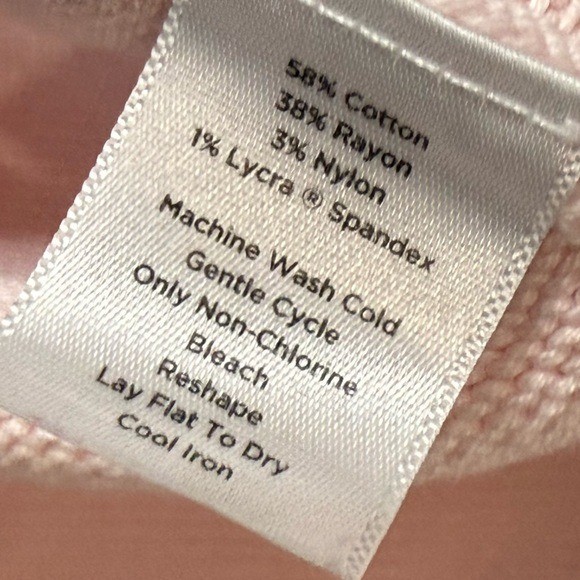 58% Cotton
38% Rayon
3% Nylon
1% Lycra ® Spandex
Machine Wash Cold
Gentle Cycle
Only Non-Chlorine
Bleach
Reshape
Lay Flat To Dry
Cool Iron